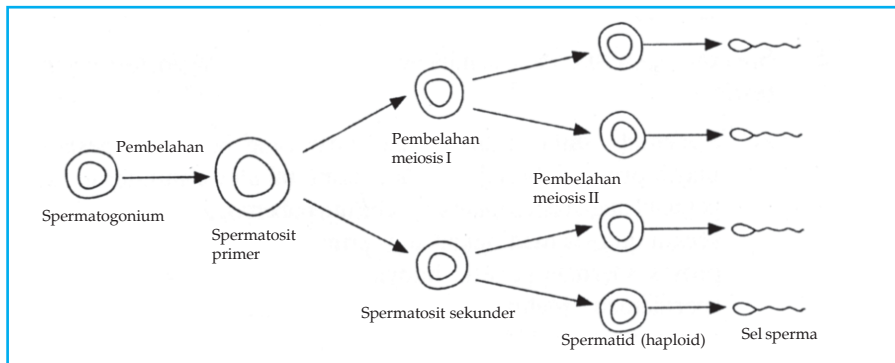 Pembelahan
Spermatogonium
Spermatosit
primer
Pembelahan
meiosis I
Spermatosit sekunder
Pembelahan
meiosis II
Spermatid (haploid)
Sel sperma